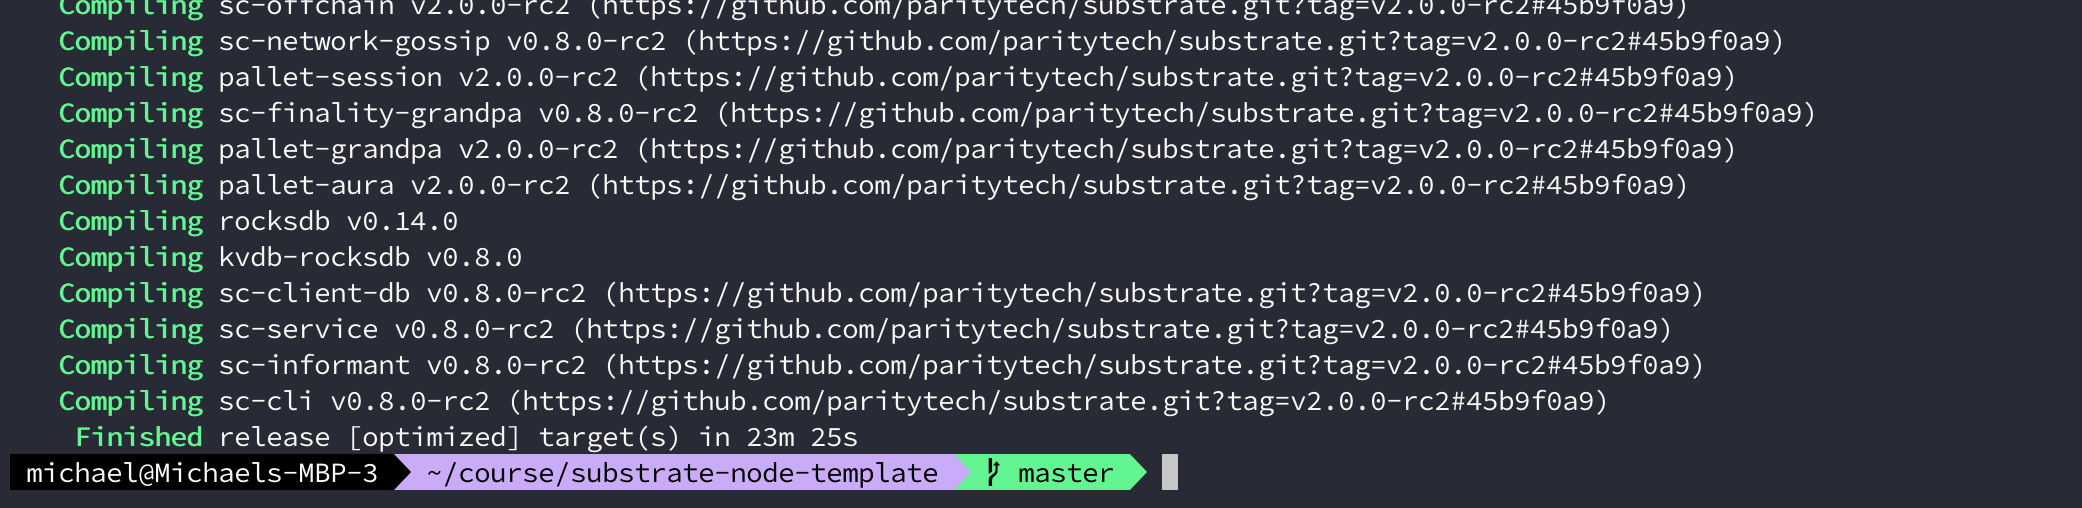 Compiling sc-offchain v2.0.0-rc2 (https://github.com/paritytech/substrate.git?tag=v2.0.0-rc2#45b9f0a9)
Compiling sc-network-gossip v0.8.0-rc2 (https://github.com/paritytech/substrate.git?tag=v2.0.0-rc2#45b9f0a9)
Compiling pallet-session v2.0.0-rc2 (https://github.com/paritytech/substrate.git?tag=v2.0.0-rc2#45b9f0a9)
Compiling sc-finality-grandpa v0.8.0-rc2 (https://github.com/paritytech/substrate.git?tag=v2.0.0-rc2#45b9f0a9)
Compiling pallet-grandpa v2.0.0-rc2 (https://github.com/paritytech/substrate.git?tag=v2.0.0-rc2#45b9f0a9)
Compiling pallet-aura v2.0.0-rc2 (https://github.com/paritytech/substrate.git?tag=v2.0.0-rc2#45b9f0a9)
Compiling rocksdb v0.14.0
Compiling kvdb-rocksdb v0.8.0
Compiling sc-client-db v0.8.0-rc2 (https://github.com/paritytech/substrate.git?tag=v2.0.0-rc2#45b9f0a9)
Compiling sc-service v0.8.0-rc2 (https://github.com/paritytech/substrate.git?tag=v2.0.0-rc2#45b9f0a9)
Compiling sc-informant v0.8.0-rc2 (https://github.com/paritytech/substrate.git?tag=v2.0.0-rc2#45b9f0a9)
Compiling sc-cli v0.8.0-rc2 (https://github.com/paritytech/substrate.git?tag=v2.0.0-rc2#45b9f0a9)
Finished release [optimized] target(s) in 23m 25s
michael@Michaels-MBP-3 ~/course/substrate-node-template master